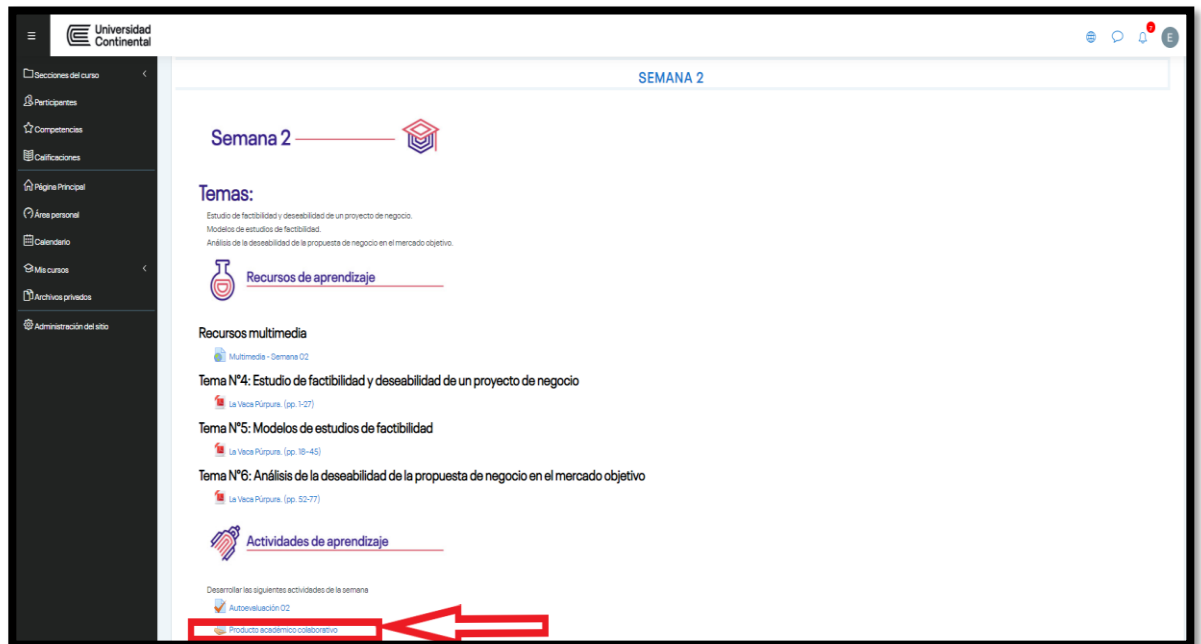 Universidad
Continental
7
E
Secciones del curso
Participantes
Competencias
Calificaciones
Página Principal
Área personal
Calendario
Mis cursos
Archivos privados
Administración del sitio
SEMANA 2
Semana 2
Temas:
Estudio de factibilidad y deseabilidad de un proyecto de negocio.
Modelos de estudios de factibilidad.
Análisis de la deseabilidad de la propuesta de negocio en el mercado objetivo.
Recursos de aprendizaje
Recursos multimedia
Multimedia - Semana 02
Tema N°4: Estudio de factibilidad y deseabilidad de un proyecto de negocio
La Vaca Púrpura. (pp. 1-27)
Tema N°5: Modelos de estudios de factibilidad
La Vaca Púrpura. (pp. 18-45)
Tema N°6: Análisis de la deseabilidad de la propuesta de negocio en el mercado objetivo
La Vaca Púrpura. (pp. 52-77)
Actividades de aprendizaje
Desarrollar las siguientes actividades de la semana
Autoevaluación 02
Producto académico colaborativo